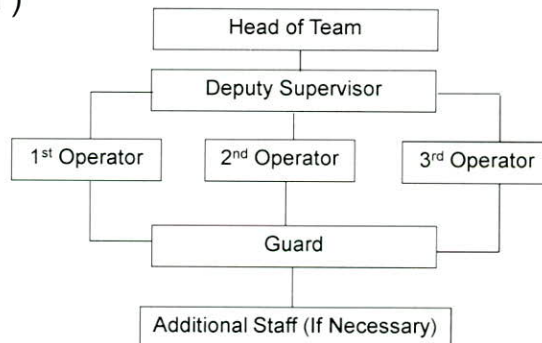 )
Head of Team
Deputy Supervisor
1st Operator
2nd Operator
3rd Operator
Guard
Additional Staff (If Necessary)